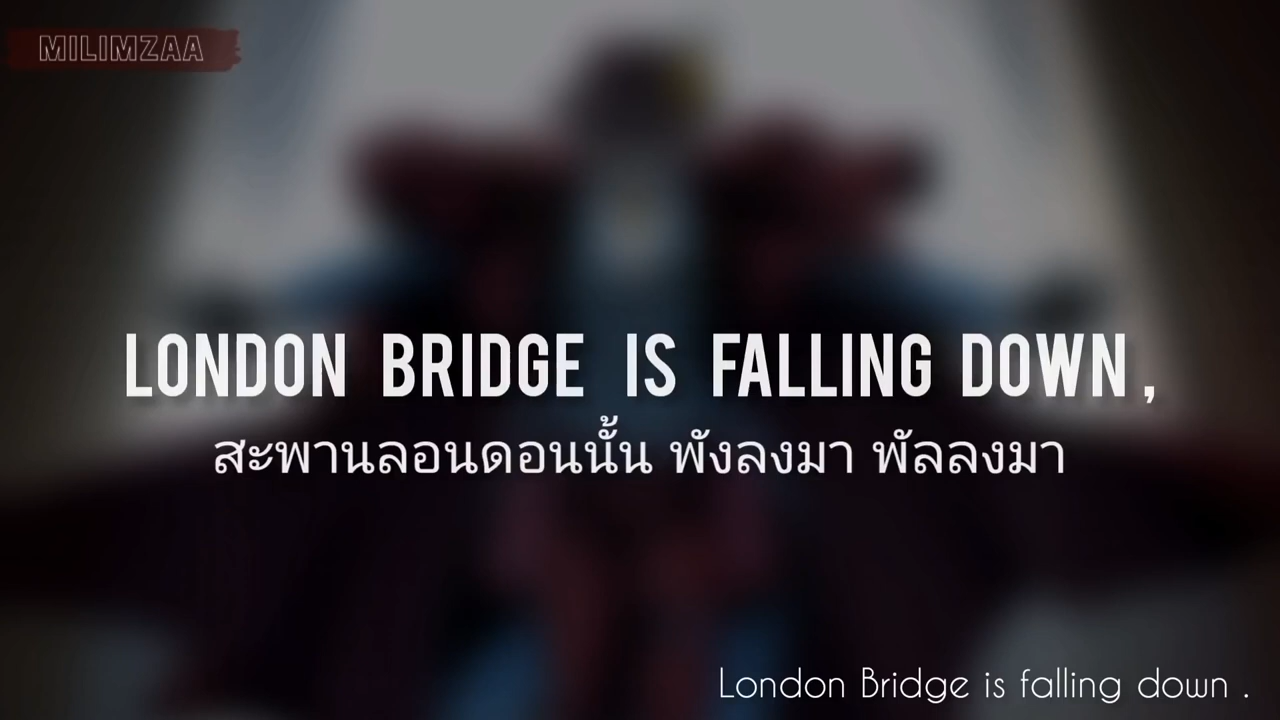 MILIMZAA
LONDON BRIDGE IS FALLING DOWN ,
สะพานลอนดอนนั้น พังลงมา พัลลงมา
London Bridge is falling down .